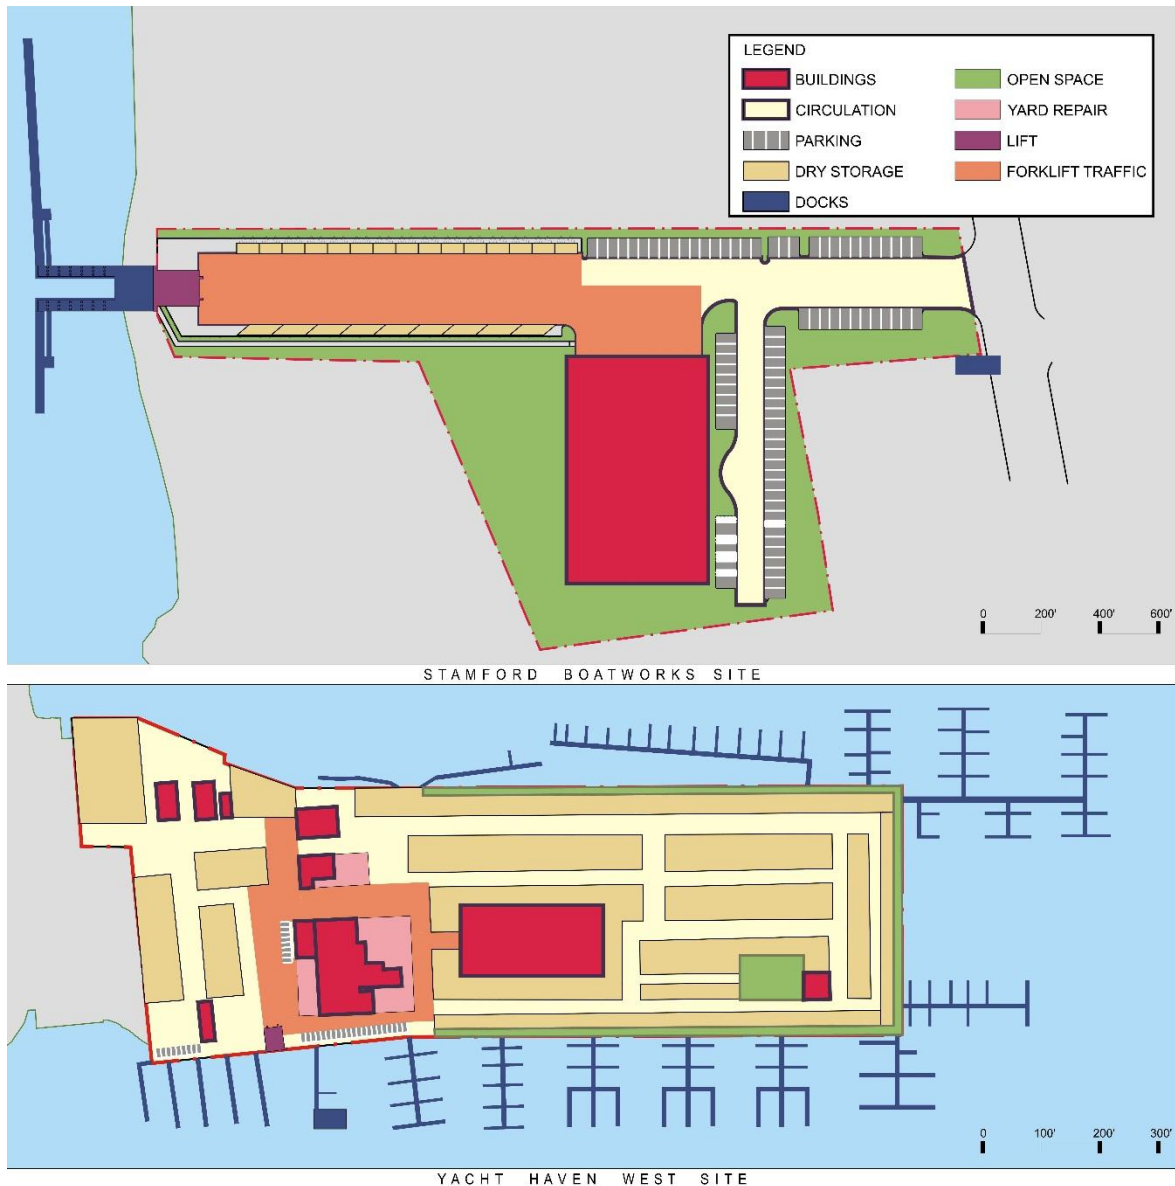 LEGEND
BUILDINGS OPEN SPACE
CIRCULATION YARD REPAIR
PARKING LIFT
DRY STORAGE FORKLIFT TRAFFIC
DOCKS
0 200' 400' 600'
STAMFORD BOATWORKS SITE
0 100' 200' 300'
YACHT HAVEN WEST SITE